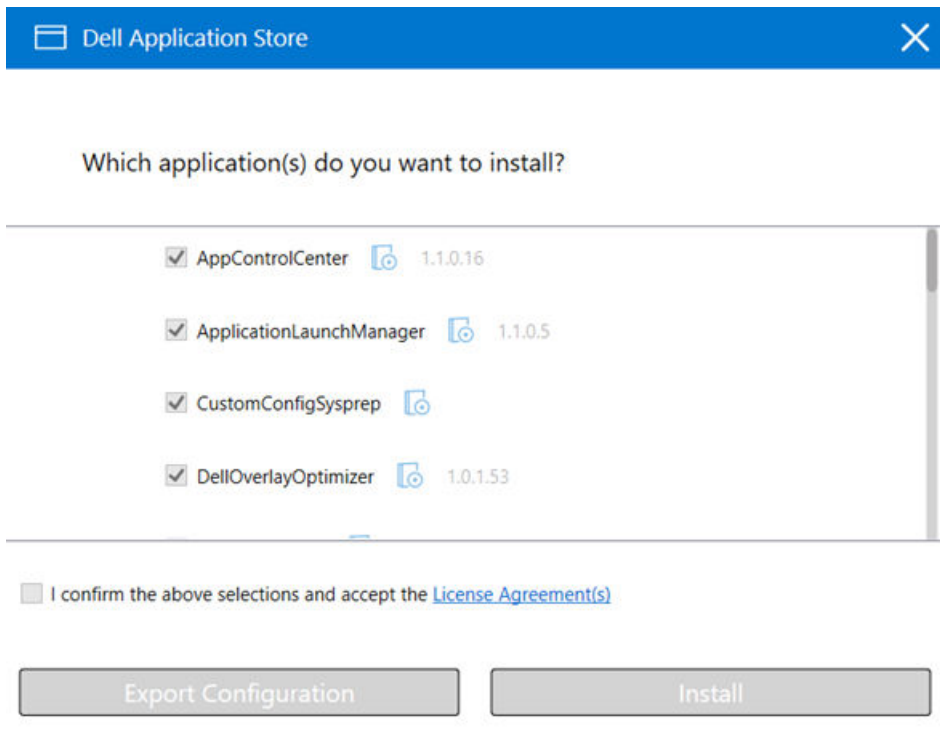 Dell Application Store
Which application(s) do you want to install?
AppControlCenter 1.1.0.16
ApplicationLaunchManager 1.1.0.5
CustomConfigSysprep
DellOverlayOptimizer 1.0.1.53
I confirm the above selections and accept the License Agreement(s)
Export Configuration
Install